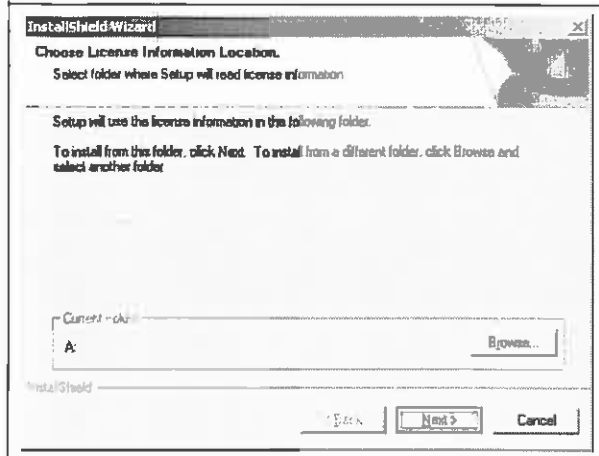 InstallShield Wizard
Choose License Information Location.
Select folder where Setup will read license information
Setup will use the license information in the following folder.
To install from this folder, click Next. To install from a different folder, click Browse and
select another folder
Current
A:
Browse...
InstallShield
< Back
Next >
Cancel